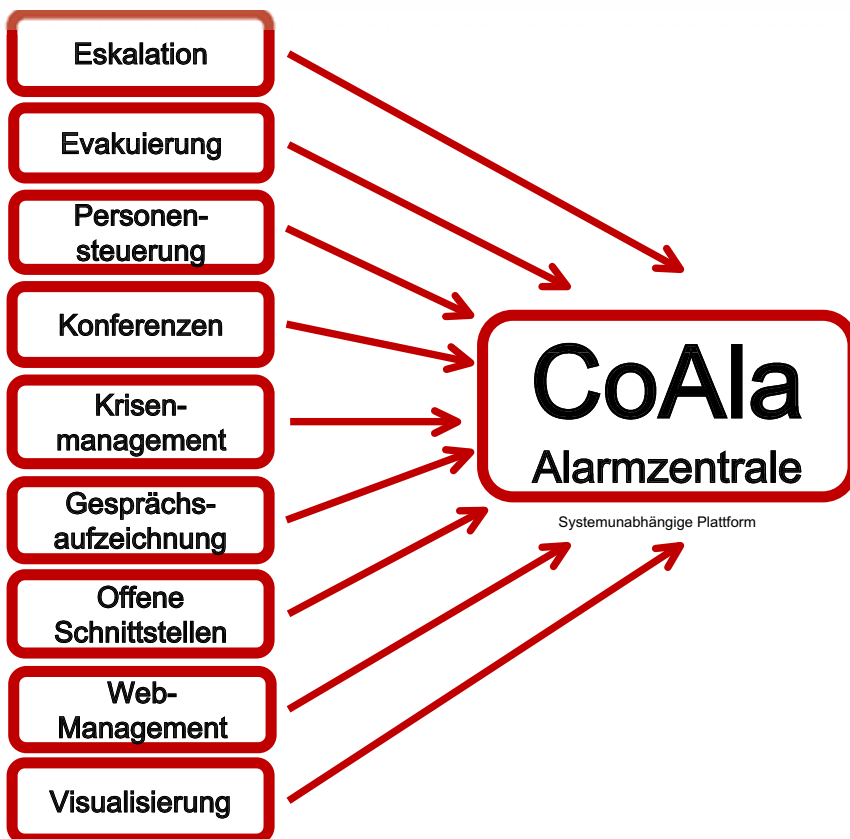 Eskalation
Evakuierung
Personen-
steuerung
Konferenzen
Krisen-
management
Gesprächs-
aufzeichnung
Offene
Schnittstellen
Web-
Management
Visualisierung
CoAla
Alarmzentrale
Systemunabhängige Plattform